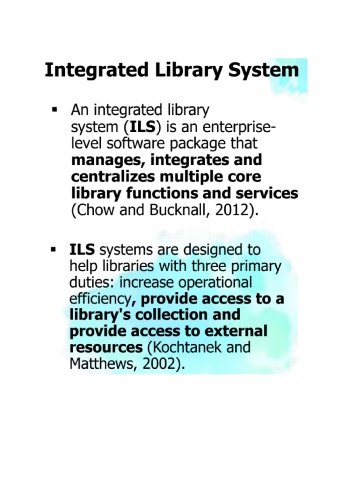 Integrated Library System
▪ An integrated library
system (ILS) is an enterprise-
level software package that
manages, integrates and
centralizes multiple core
library functions and services
(Chow and Bucknall, 2012).
▪ ILS systems are designed to
help libraries with three primary
duties: increase operational
efficiency, provide access to a
library's collection and
provide access to external
resources (Kochtanek and
Matthews, 2002).